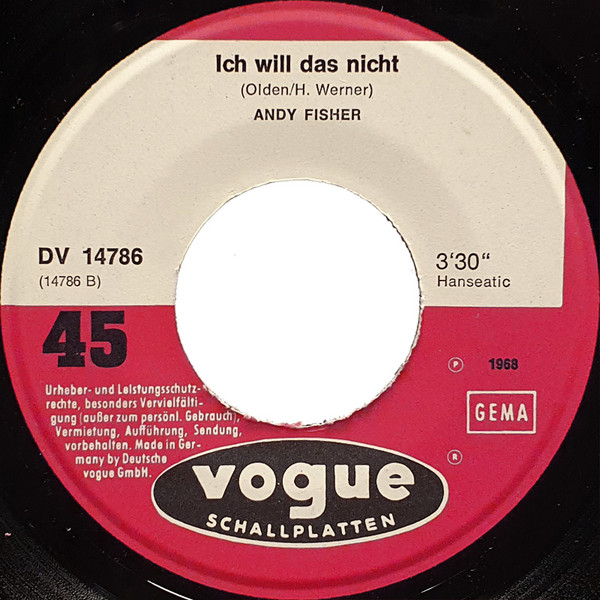 Ich will das nicht
(Olden/H. Werner)
ANDY FISHER
DV 14786
(14786 B)
3'30"
Hanseatic
45
Ⓟ 1968
GEMA
Urheber- und Leistungsschutz-
rechte, besonders Vervielfälti-
gung (außer zum persönl. Gebrauch),
Vermietung, Aufführung, Sendung,
vorbehalten. Made in Ger-
many by Deutsche
vogue GmbH.
®
vogue
SCHALLPLATTEN